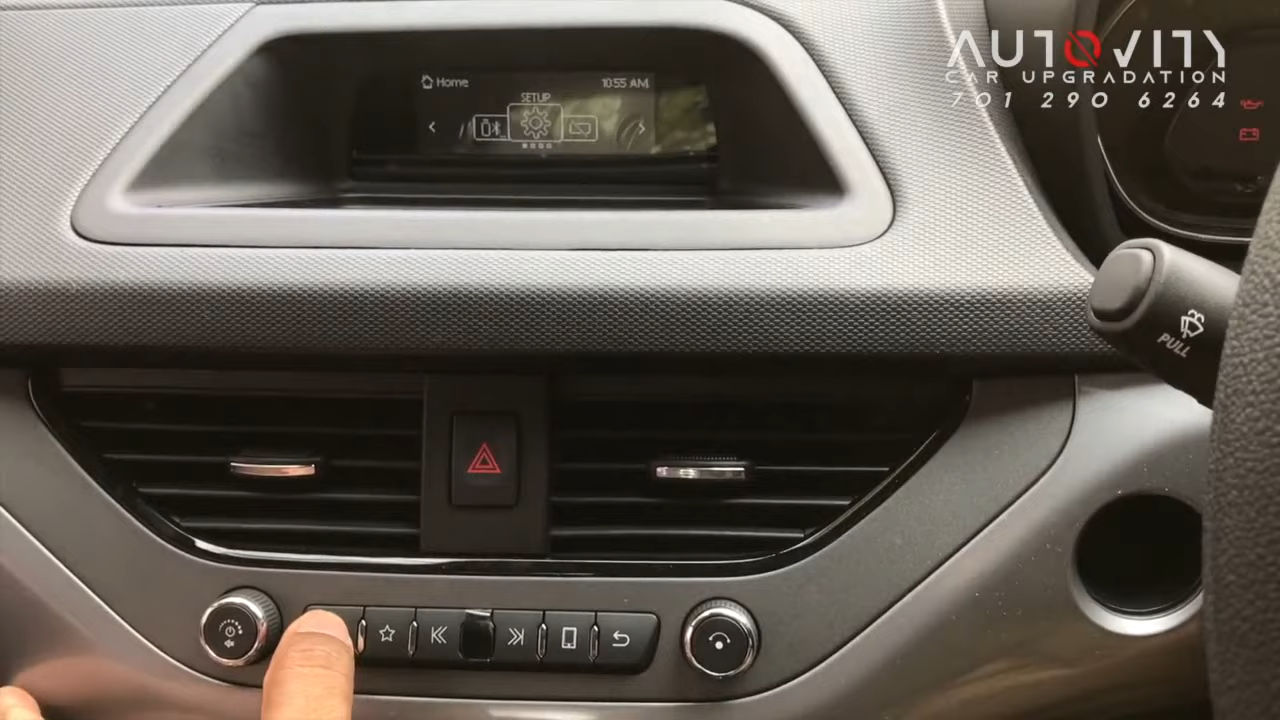 AUTOVITY
CAR UPGRADATION
701 290 6264
Home
10:55 AM
SETUP
PULL